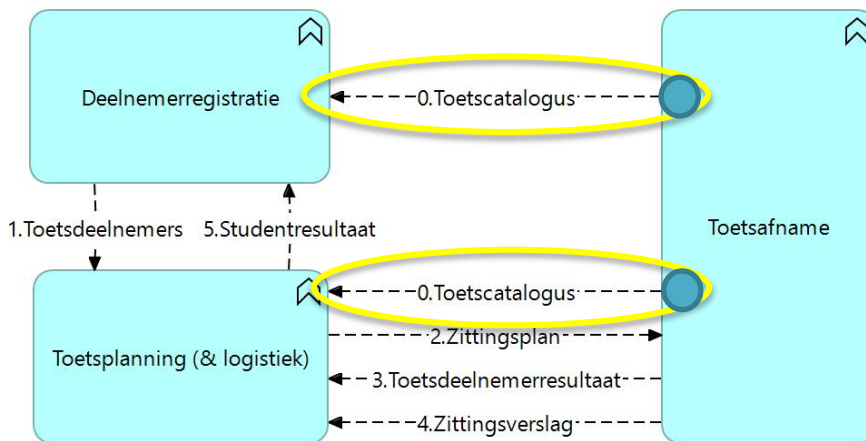 Deelnemerregistratie
0.Toetscatalogus
1.Toetsdeelnemers
5.Studentresultaat
Toetsafname
0.Toetscatalogus
2.Zittingsplan
Toetsplanning (& logistiek)
3.Toetsdeelnemerresultaat
4.Zittingsverslag